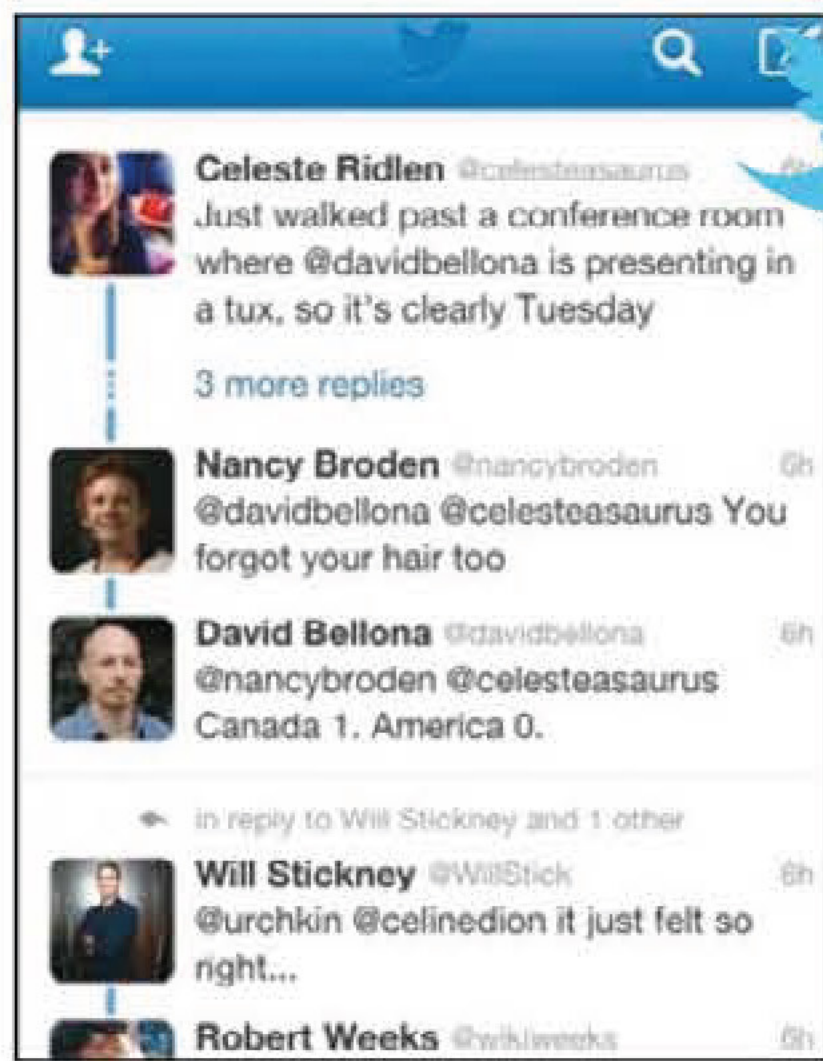 Celeste Ridlen @celesteasaurus 6h
Just walked past a conference room
where @davidbellona is presenting in
a tux, so it's clearly Tuesday
3 more replies
Nancy Broden @nancybroden 6h
@davidbellona @celesteasaurus You
forgot your hair too
David Bellona @davidbellona 6h
@nancybroden @celesteasaurus
Canada 1. America 0.
in reply to Will Stickney and 1 other
Will Stickney @WillStick 6h
@urchkin @celinedion it just felt so
right...
Robert Weeks @wikiweeks 6h